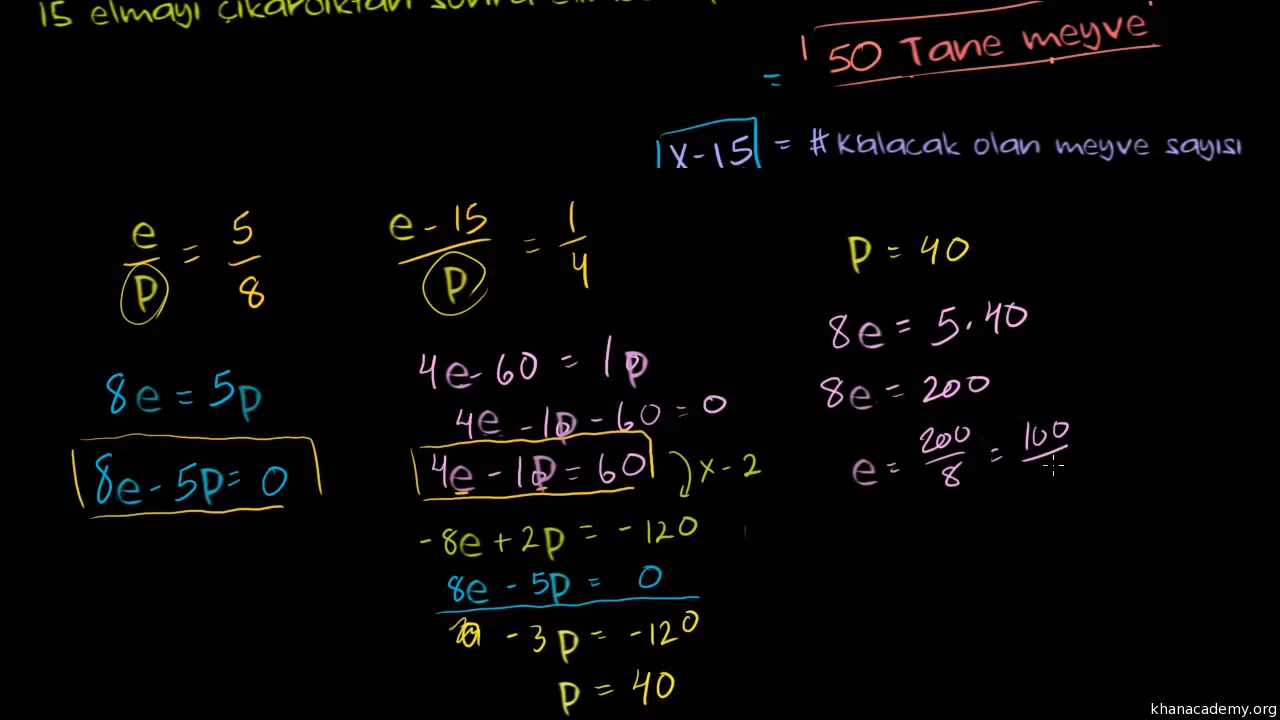 15 elmayı çıkardıktan sonra
= 50 Tane meyve
x-15 = # Kalacak olan meyve sayısı
e/p = 5/8
e-15/p = 1/4
p = 40
8e = 5.40
4e-60 = 1p
8e = 5p
8e = 200
4e - 1p - 60 = 0
e = 200/8 = 100/
8e - 5p = 0
4e - 1p = 60
x-2
-8e + 2p = -120
8e - 5p = 0
-3p = -120
p = 40
khanacademy.org